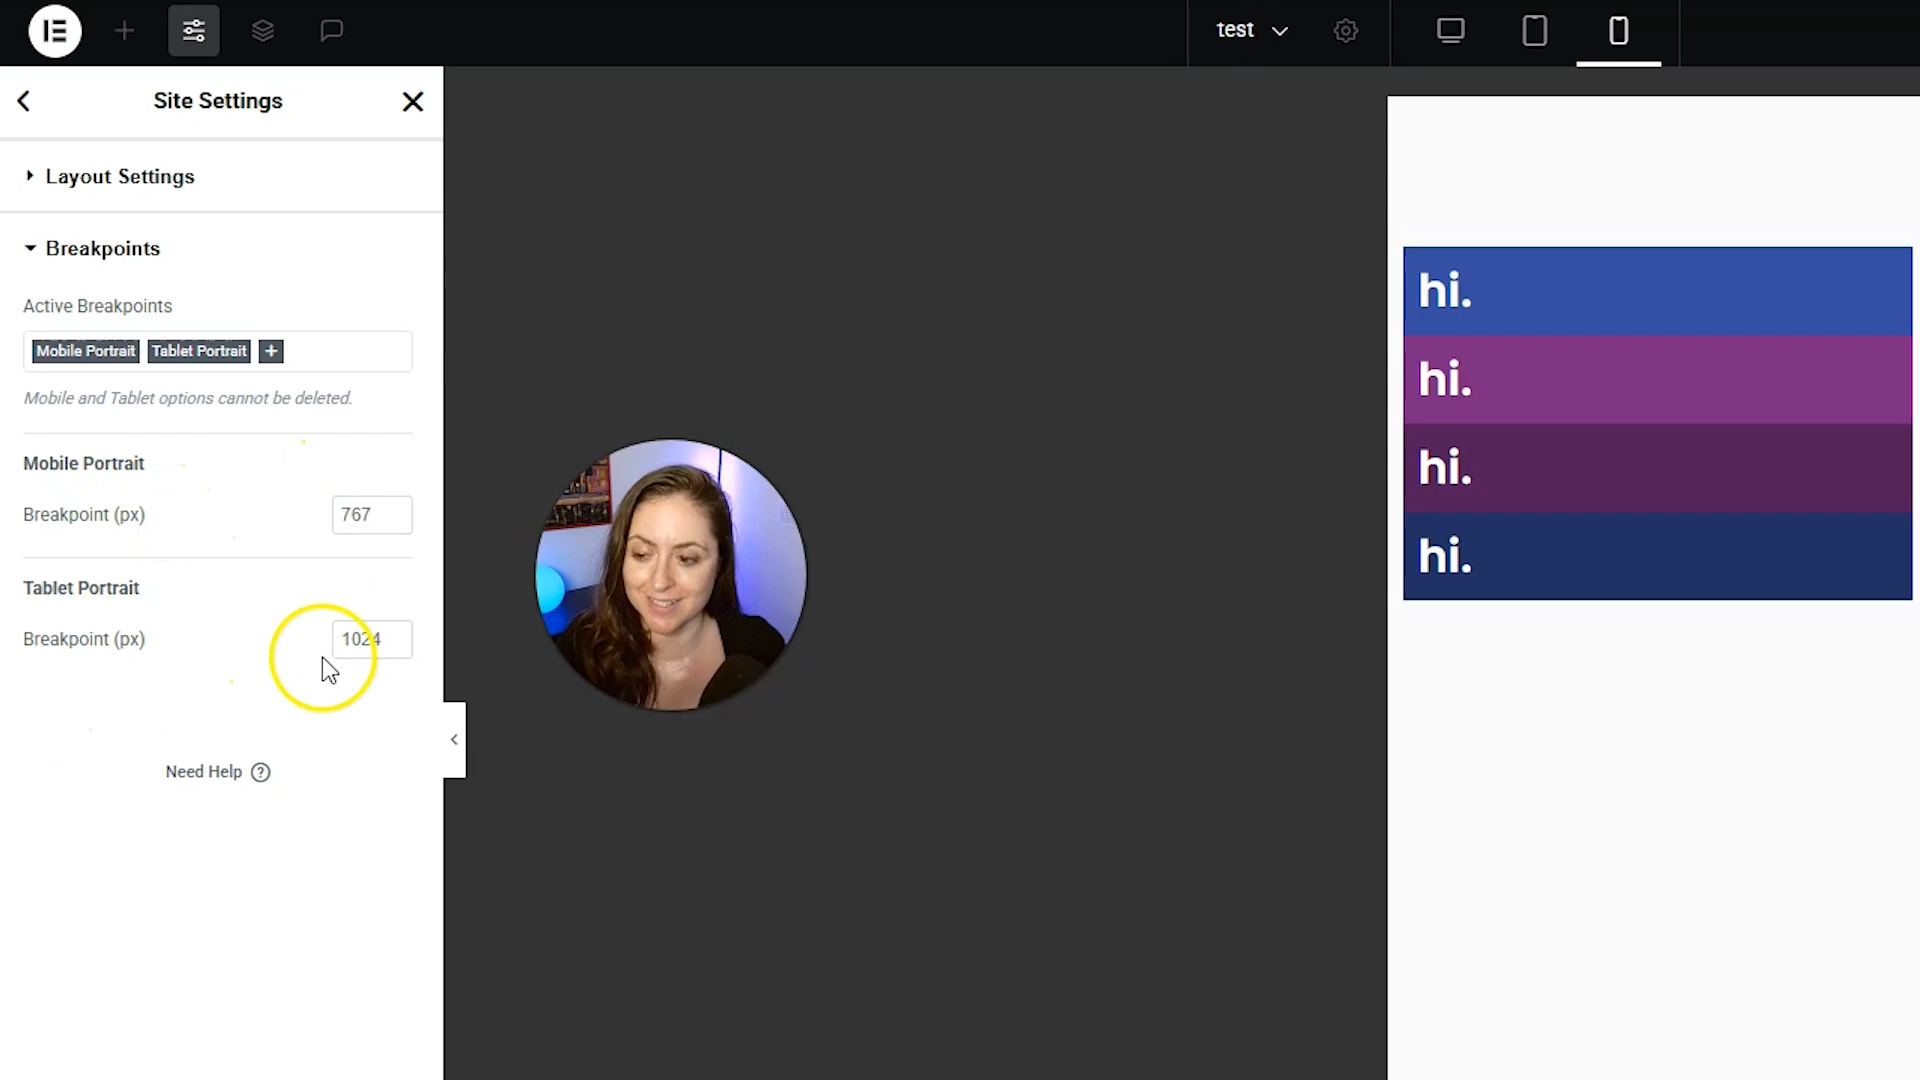 test
Site Settings
Layout Settings
Breakpoints
Active Breakpoints
Mobile Portrait Tablet Portrait +
Mobile and Tablet options cannot be deleted.
Mobile Portrait
Breakpoint (px) 767
Tablet Portrait
Breakpoint (px) 1024
Need Help ?
hi.
hi.
hi.
hi.